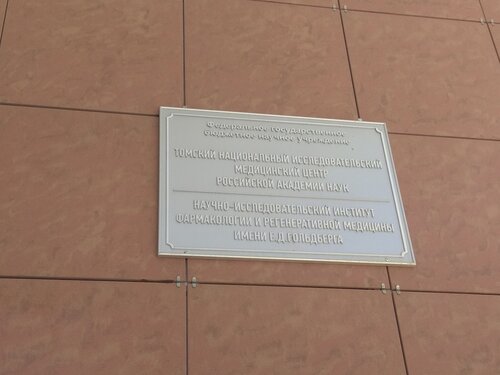 Федеральное государственное
бюджетное научное учреждение
ТОМСКИЙ НАЦИОНАЛЬНЫЙ ИССЛЕДОВАТЕЛЬСКИЙ
МЕДИЦИНСКИЙ ЦЕНТР
РОССИЙСКОЙ АКАДЕМИИ НАУК
НАУЧНО-ИССЛЕДОВАТЕЛЬСКИЙ ИНСТИТУТ
ФАРМАКОЛОГИИ И РЕГЕНЕРАТИВНОЙ МЕДИЦИНЫ
ИМЕНИ Е.Д.ГОЛЬДБЕРГА